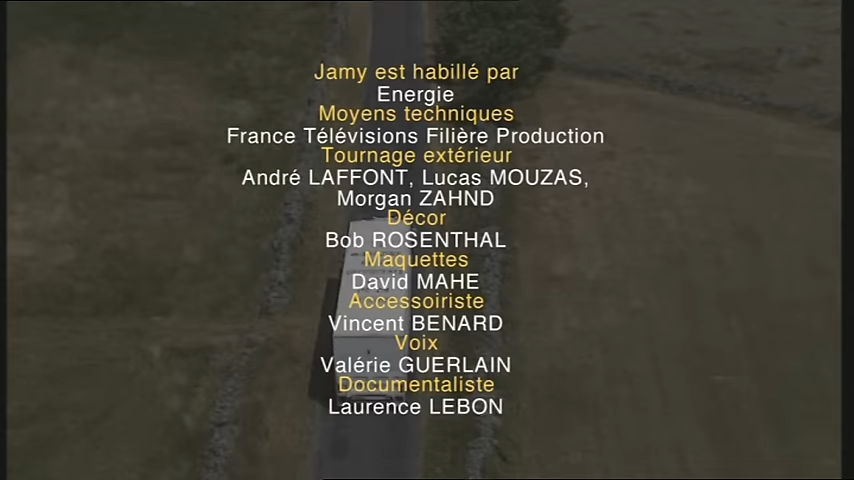 Jamy est habillé par
Energie
Moyens techniques
France Télévisions Filière Production
Tournage extérieur
André LAFFONT, Lucas MOUZAS,
Morgan ZAHND
Décor
Bob ROSENTHAL
Maquettes
David MAHE
Accessoiriste
Vincent BENARD
Voix
Valérie GUERLAIN
Documentaliste
Laurence LEBON